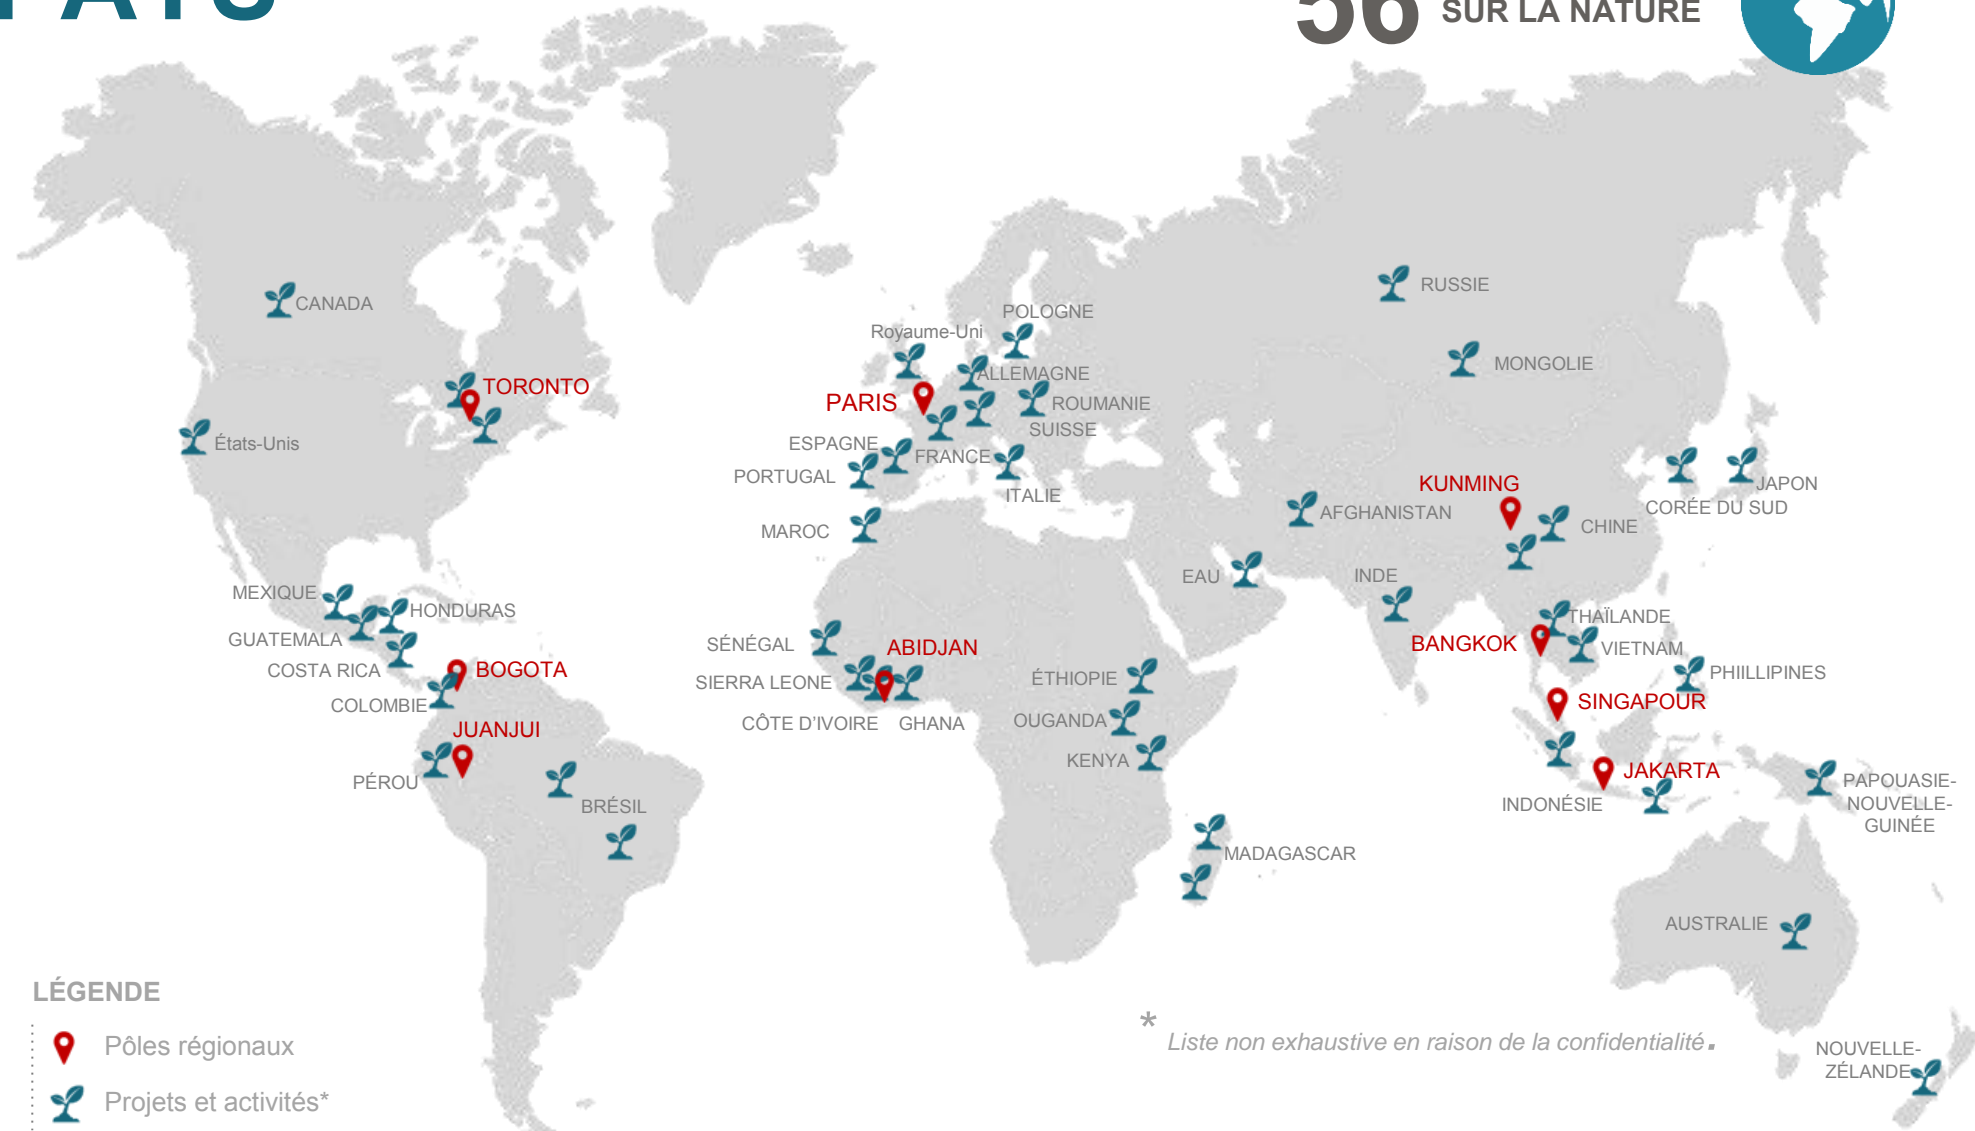 PAYS
56 SUR LA NATURE
CANADA
RUSSIE
POLOGNE
Royaume-Uni
MONGOLIE
ALLEMAGNE
TORONTO
PARIS
ROUMANIE
SUISSE
États-Unis
ESPAGNE
FRANCE
PORTUGAL
ITALIE
KUNMING
JAPON
CORÉE DU SUD
AFGHANISTAN
CHINE
MAROC
EAU
INDE
MEXIQUE
HONDURAS
THAÏLANDE
GUATEMALA
SÉNÉGAL
ABIDJAN
BANGKOK
VIETNAM
COSTA RICA
BOGOTA
SIERRA LEONE
ÉTHIOPIE
PHIILLIPINES
COLOMBIE
SINGAPOUR
CÔTE D'IVOIRE
GHANA
OUGANDA
JUANJUI
KENYA
PÉROU
JAKARTA
BRÉSIL
INDONÉSIE
PAPOUASIE-
NOUVELLE-
GUINÉE
MADAGASCAR
AUSTRALIE
LÉGENDE
Pôles régionaux
Projets et activités*
* Liste non exhaustive en raison de la confidentialité.
NOUVELLE-
ZÉLANDE